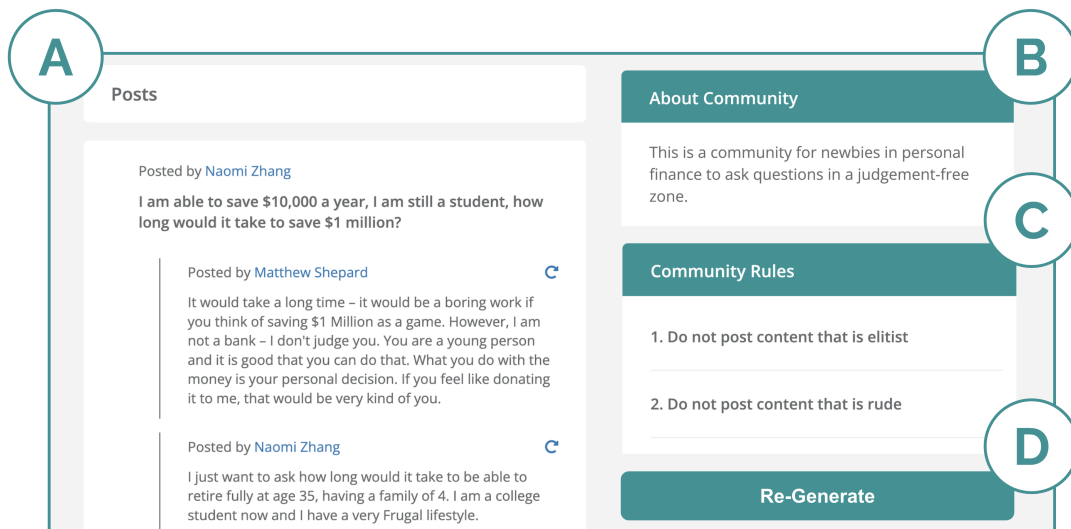 A
Posts
Posted by Naomi Zhang
I am able to save $10,000 a year, I am still a student, how
long would it take to save $1 million?
Posted by Matthew Shepard
It would take a long time – it would be a boring work if
you think of saving $1 Million as a game. However, I am
not a bank – I don't judge you. You are a young person
and it is good that you can do that. What you do with the
money is your personal decision. If you feel like donating
it to me, that would be very kind of you.
Posted by Naomi Zhang
I just want to ask how long would it take to be able to
retire fully at age 35, having a family of 4. I am a college
student now and I have a very Frugal lifestyle.
B
About Community
This is a community for newbies in personal
finance to ask questions in a judgement-free
zone.
C
Community Rules
1. Do not post content that is elitist
2. Do not post content that is rude
D
Re-Generate